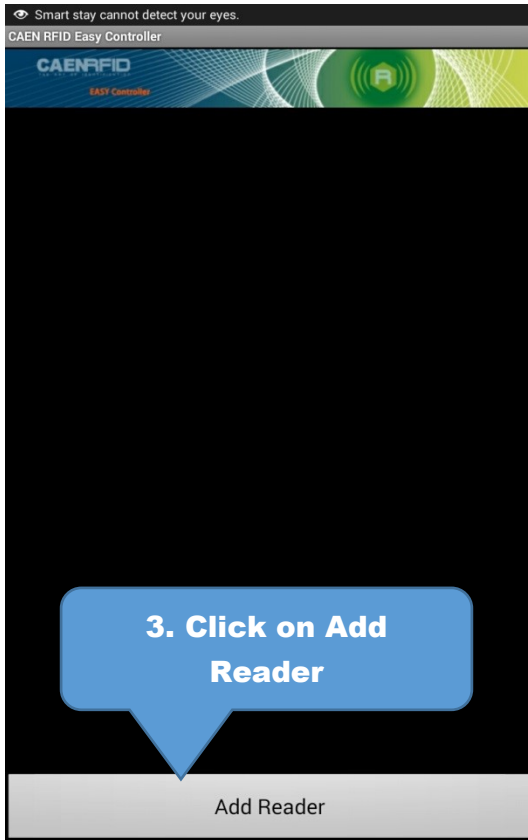 Smart stay cannot detect your eyes.
CAEN RFID Easy Controller
CAENRFID
EASY Controller
R
3. Click on Add
Reader
Add Reader